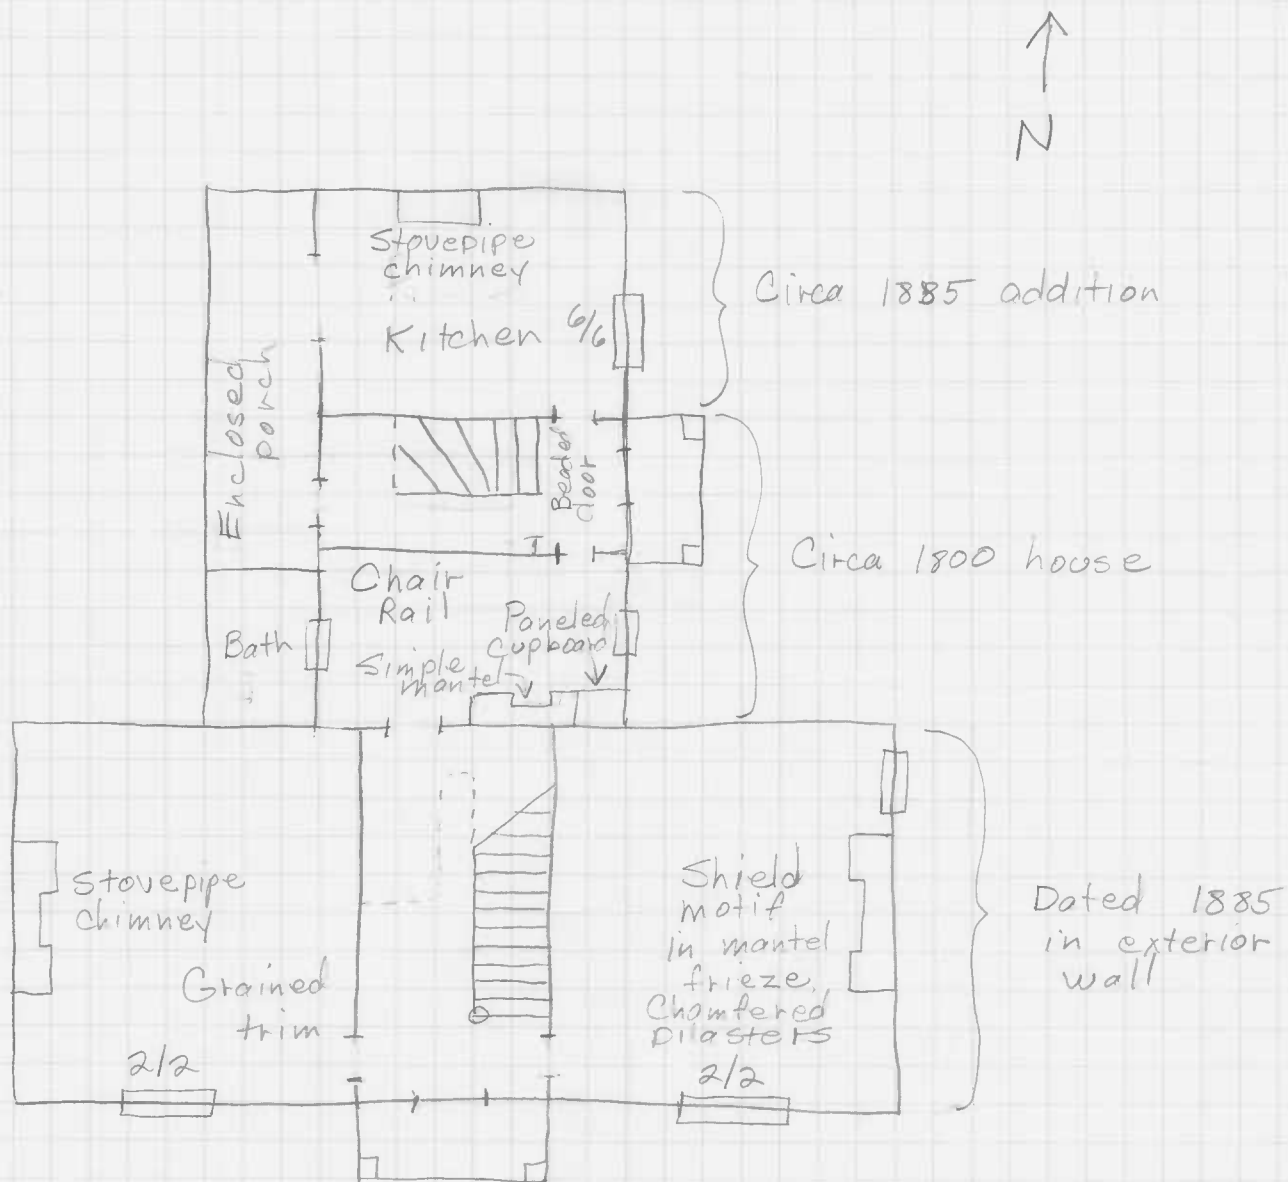 N
Stovepipe
chimney
Kitchen
6/6
Circa 1885 addition
Enclosed
porch
Beaded
door
Circa 1800 house
Chair
Rail
Bath
Paneled
cupboard
Simple
mantel
Stovepipe
chimney
Grained
trim
2/2
Shield
motif
in mantel
frieze.
Chamfered
Pilasters
2/2
Dated 1885
in exterior
wall